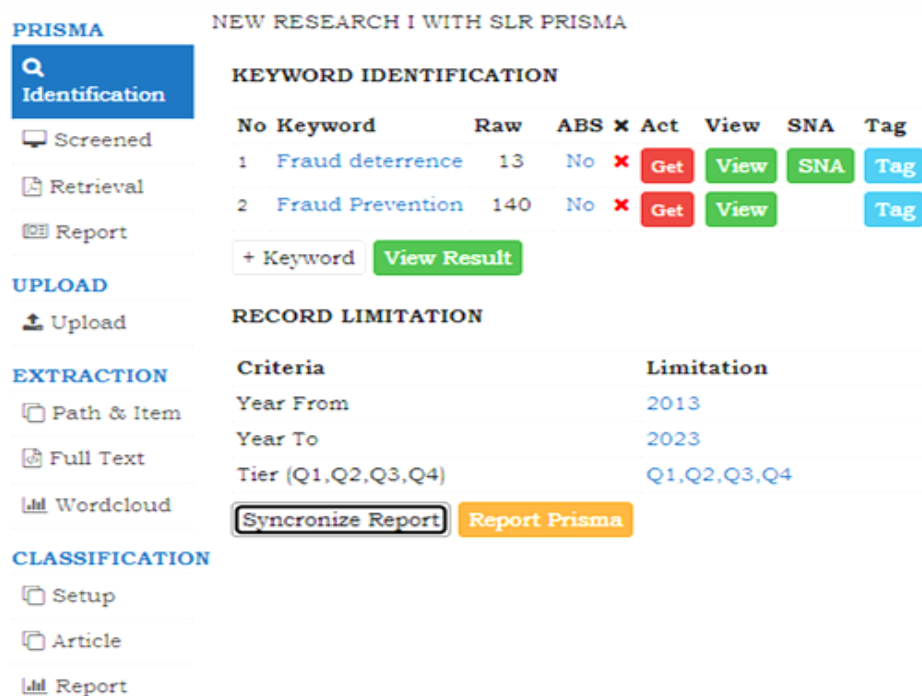 NEW RESEARCH I WITH SLR PRISMA
PRISMA
Identification
Screened
Retrieval
Report
UPLOAD
Upload
EXTRACTION
Path & Item
Full Text
Wordcloud
CLASSIFICATION
Setup
Article
Report
KEYWORD IDENTIFICATION
No Keyword Raw ABS × Act View SNA Tag
1 Fraud deterrence 13 No × Get View SNA Tag
2 Fraud Prevention 140 No × Get View Tag
+ Keyword View Result
RECORD LIMITATION
Criteria Limitation
Year From 2013
Year To 2023
Tier (Q1,Q2,Q3,Q4) Q1,Q2,Q3,Q4
Syncronize Report Report Prisma